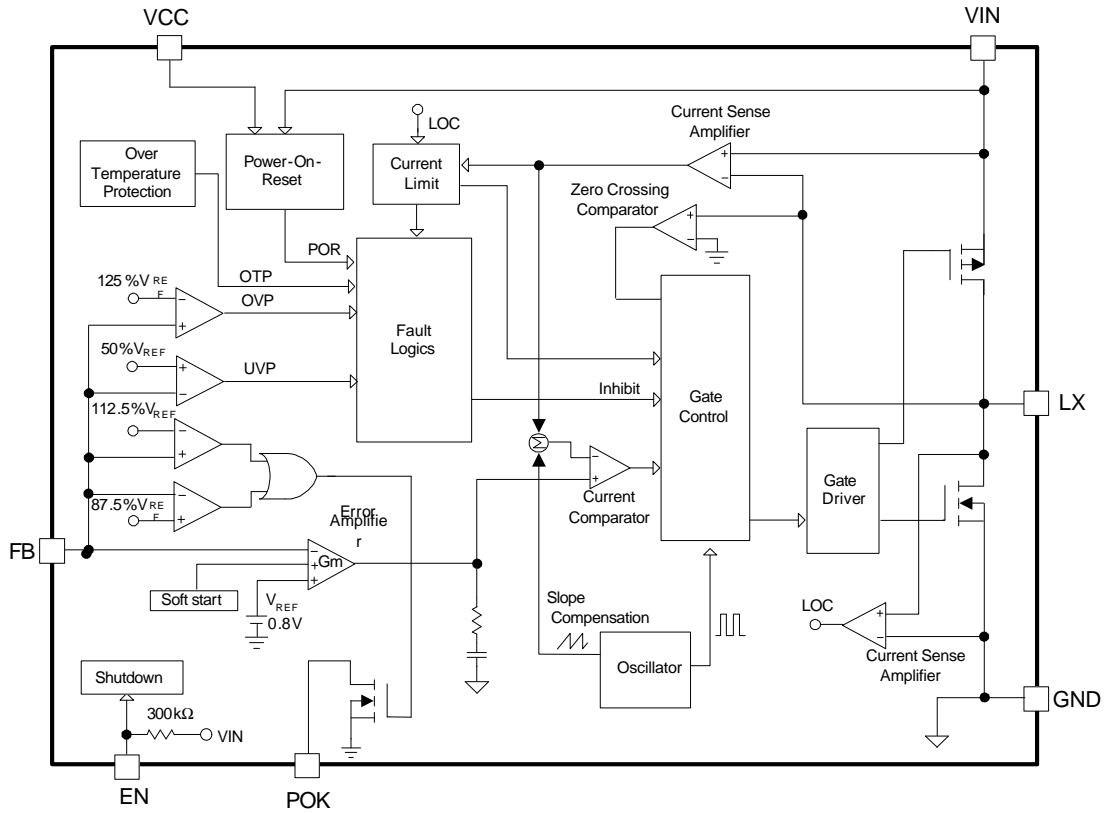 VCC
VIN
LOC
Current Sense
Amplifier
Over
Temperature
Protection
Power-On-
Reset
Current
Limit
Zero Crossing
Comparator
+
−
+
−
POR
OTP
125%VRE
F
OVP
−
+
Fault
Logics
50%VREF
UVP
+
−
Inhibit
Gate
Control
LX
112.5%VREF
−
+
Σ
−
+
Current
Comparator
Gate
Driver
87.5%VRE
F
−
+
Error
Amplifie
r
FB
−
+
+
Gm
Soft start
VREF
0.8V
Slope
Compensation
LOC
+
−
Oscillator
Current Sense
Amplifier
Shutdown
300kΩ
VIN
GND
EN
POK